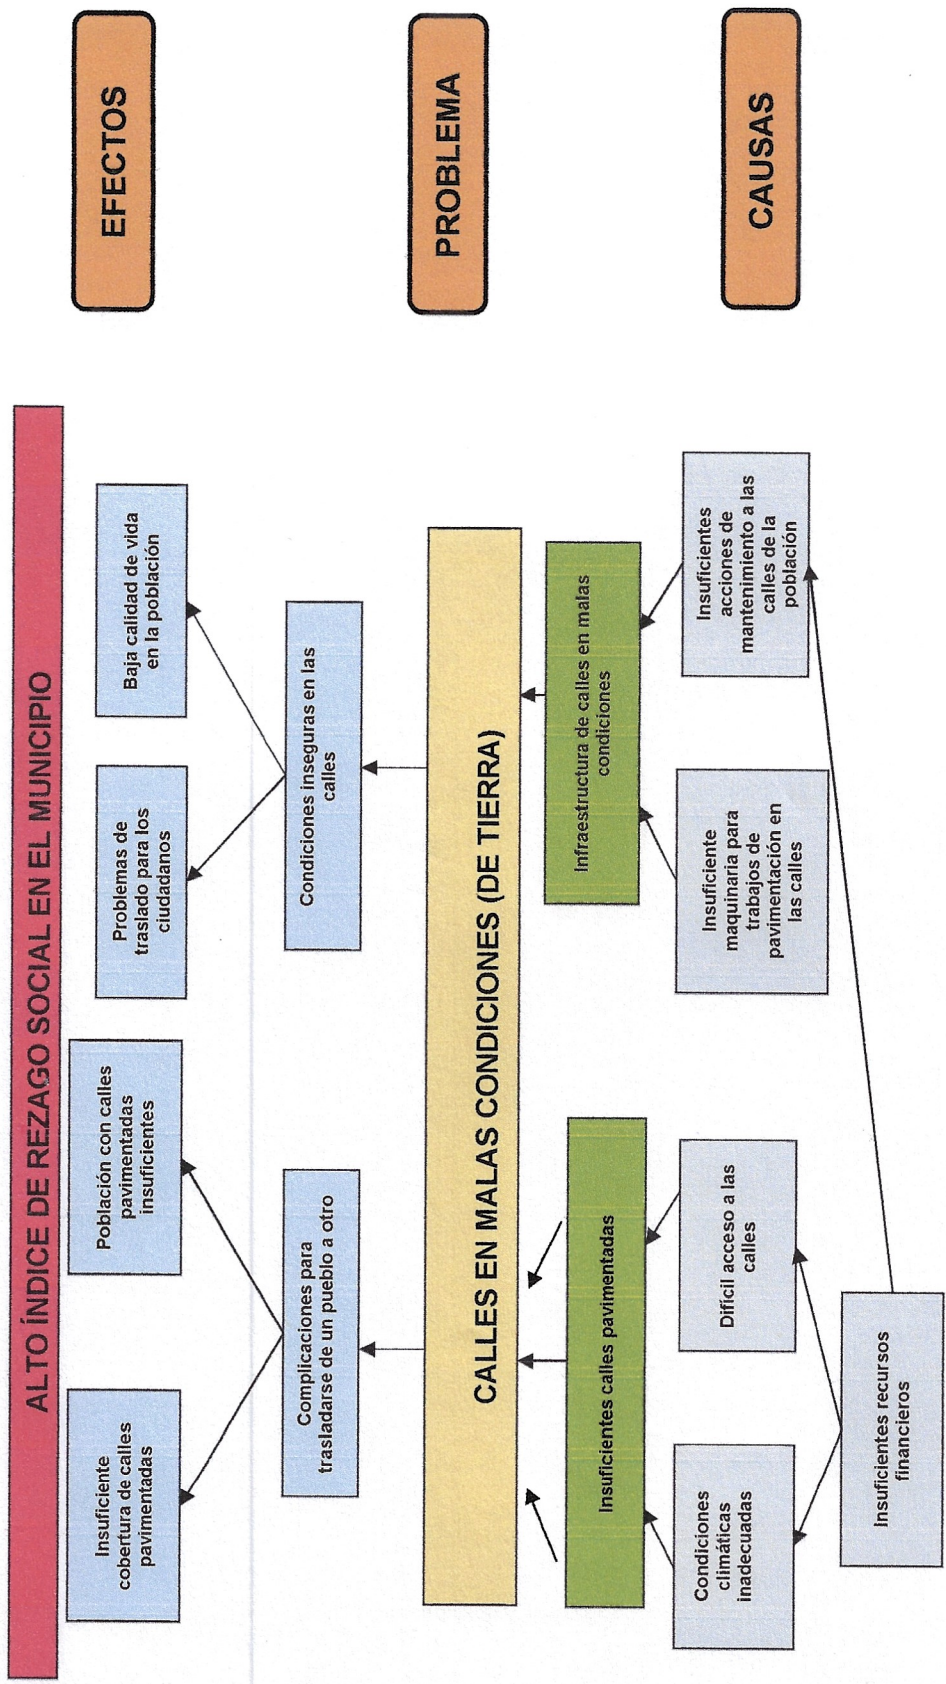 ALTO ÍNDICE DE REZAGO SOCIAL EN EL MUNICIPIO
EFECTOS
Insuficiente
cobertura de calles
pavimentadas
Población con calles
pavimentadas
insuficientes
Problemas de
traslado para los
ciudadanos
Baja calidad de vida
en la población
Complicaciones para
trasladarse de un pueblo a otro
Condiciones inseguras en las
calles
CALLES EN MALAS CONDICIONES (DE TIERRA)
PROBLEMA
Insuficientes calles pavimentadas
Infraestructura de calles en malas
condiciones
Condiciones
climáticas
inadecuadas
Difícil acceso a las
calles
Insuficiente
maquinaria para
trabajos de
pavimentación en
las calles
Insuficientes
acciones de
mantenimiento a las
calles de la
población
CAUSAS
Insuficientes recursos
financieros